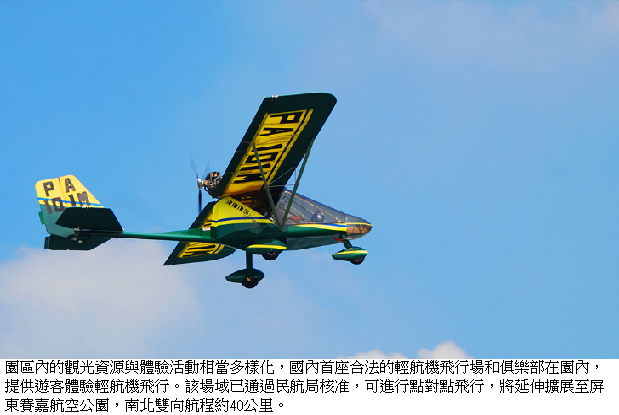 PA 101M
PA
101M
園區內的觀光資源與體驗活動相當多樣化，國內首座合法的輕航機飛行場和俱樂部在園內，
提供遊客體驗輕航機飛行。該場域已通過民航局核准，可進行點對點飛行，將延伸擴展至屏
東賽嘉航空公園，南北雙向航程約40公里。